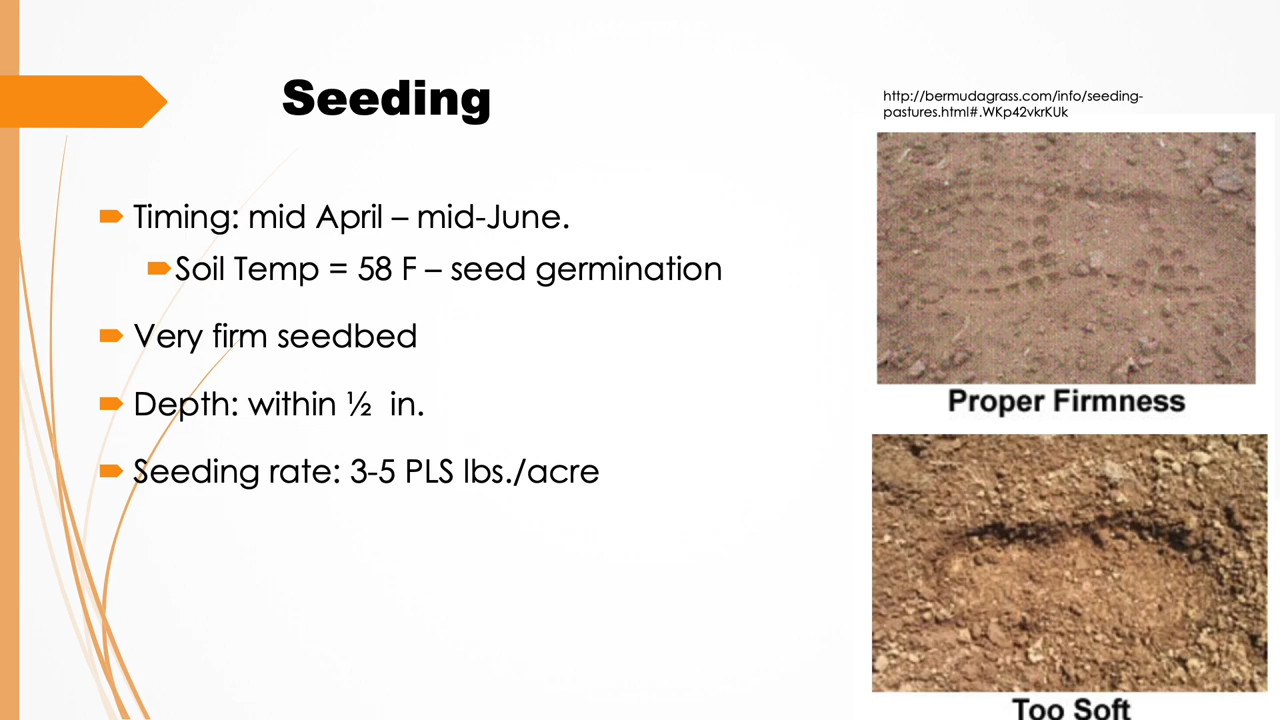 Seeding
http://bermudagrass.com/info/seeding-
pastures.html#.WKp42vkrKUk
Timing: mid April – mid-June.
Soil Temp = 58 F – seed germination
Very firm seedbed
Depth: within ½ in.
Seeding rate: 3-5 PLS lbs./acre
Proper Firmness
Too Soft